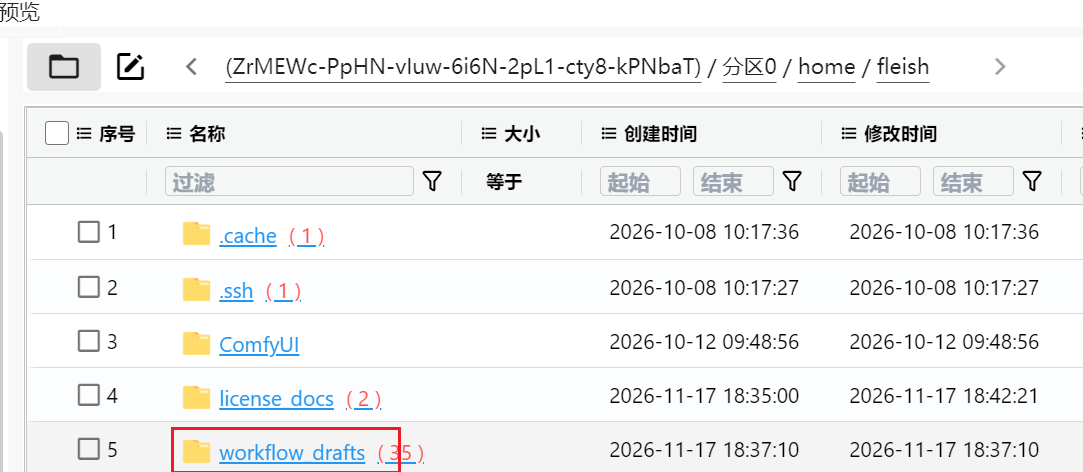 预览
(ZrMEWc-PpHN-vIuw-6i6N-2pL1-cty8-kPNbaT) / 分区0 / home / fleish
序号 名称 大小 创建时间 修改时间
过滤 等于 起始 结束 起始 结束
1 .cache ( 1 ) 2026-10-08 10:17:36 2026-10-08 10:17:36
2 .ssh ( 1 ) 2026-10-08 10:17:27 2026-10-08 10:17:27
3 ComfyUI 2026-10-12 09:48:56 2026-10-12 09:48:56
4 license_docs ( 2 ) 2026-11-17 18:35:00 2026-11-17 18:42:21
5 workflow_drafts ( 35 ) 2026-11-17 18:37:10 2026-11-17 18:37:10